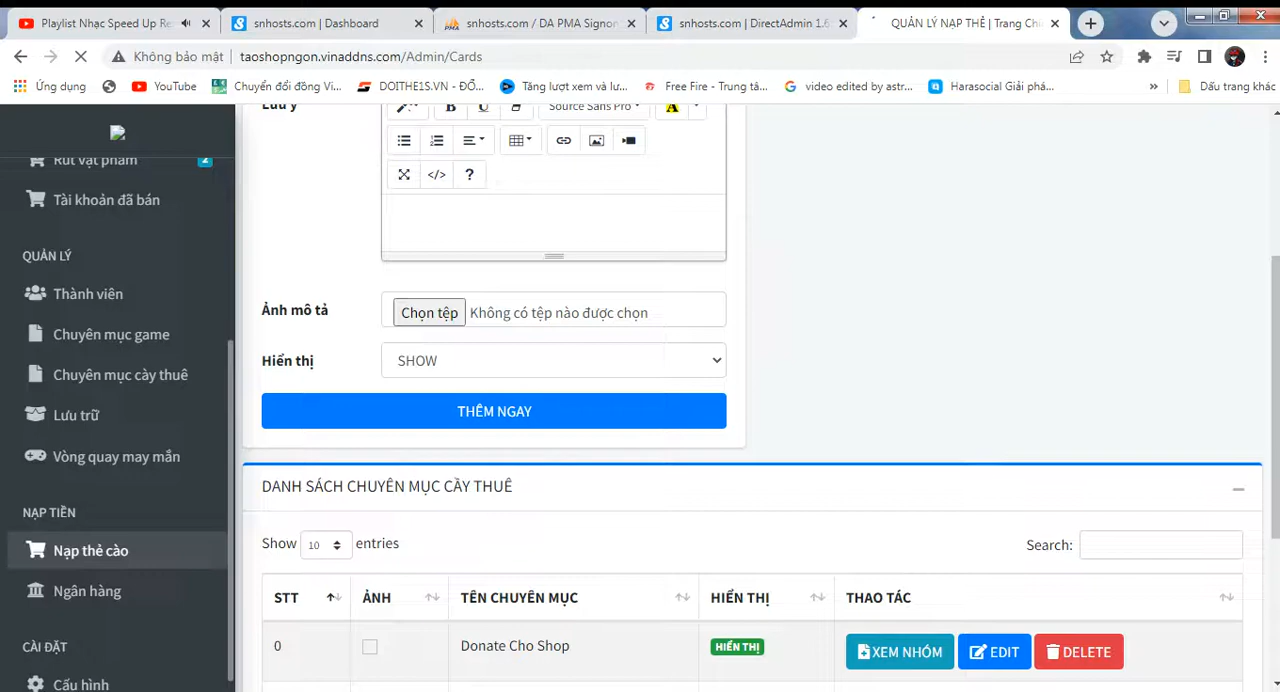 Playlist Nhạc Speed Up Re
snhosts.com | Dashboard
snhosts.com / DA PMA Signon
snhosts.com | DirectAdmin 1.6
QUẢN LÝ NẠP THẺ | Trang Chi
Không bảo mật | taoshopngon.vinaddns.com/Admin/Cards
Ứng dụng
YouTube
Chuyển đổi đồng Vi...
DOITHE1S.VN - ĐỔ...
Tăng lượt xem và lư...
Free Fire - Trung tâ...
video edited by astr...
Harasocial Giải phá...
»
Dấu trang khác
Rút vật phẩm 2
Tài khoản đã bán
QUẢN LÝ
Thành viên
Chuyên mục game
Chuyên mục cày thuê
Lưu trữ
Vòng quay may mắn
NẠP TIỀN
Nạp thẻ cào
Ngân hàng
CÀI ĐẶT
Cấu hình
Lưu ý
B U Source Sans Pro A
</> ?
Ảnh mô tả
Chọn tệp Không có tệp nào được chọn
Hiển thị
SHOW
THÊM NGAY
DANH SÁCH CHUYÊN MỤC CẦY THUÊ
Show 10 entries
Search:
STT ẢNH TÊN CHUYÊN MỤC HIỂN THỊ THAO TÁC
0 Donate Cho Shop HIỂN THỊ XEM NHÓM EDIT DELETE